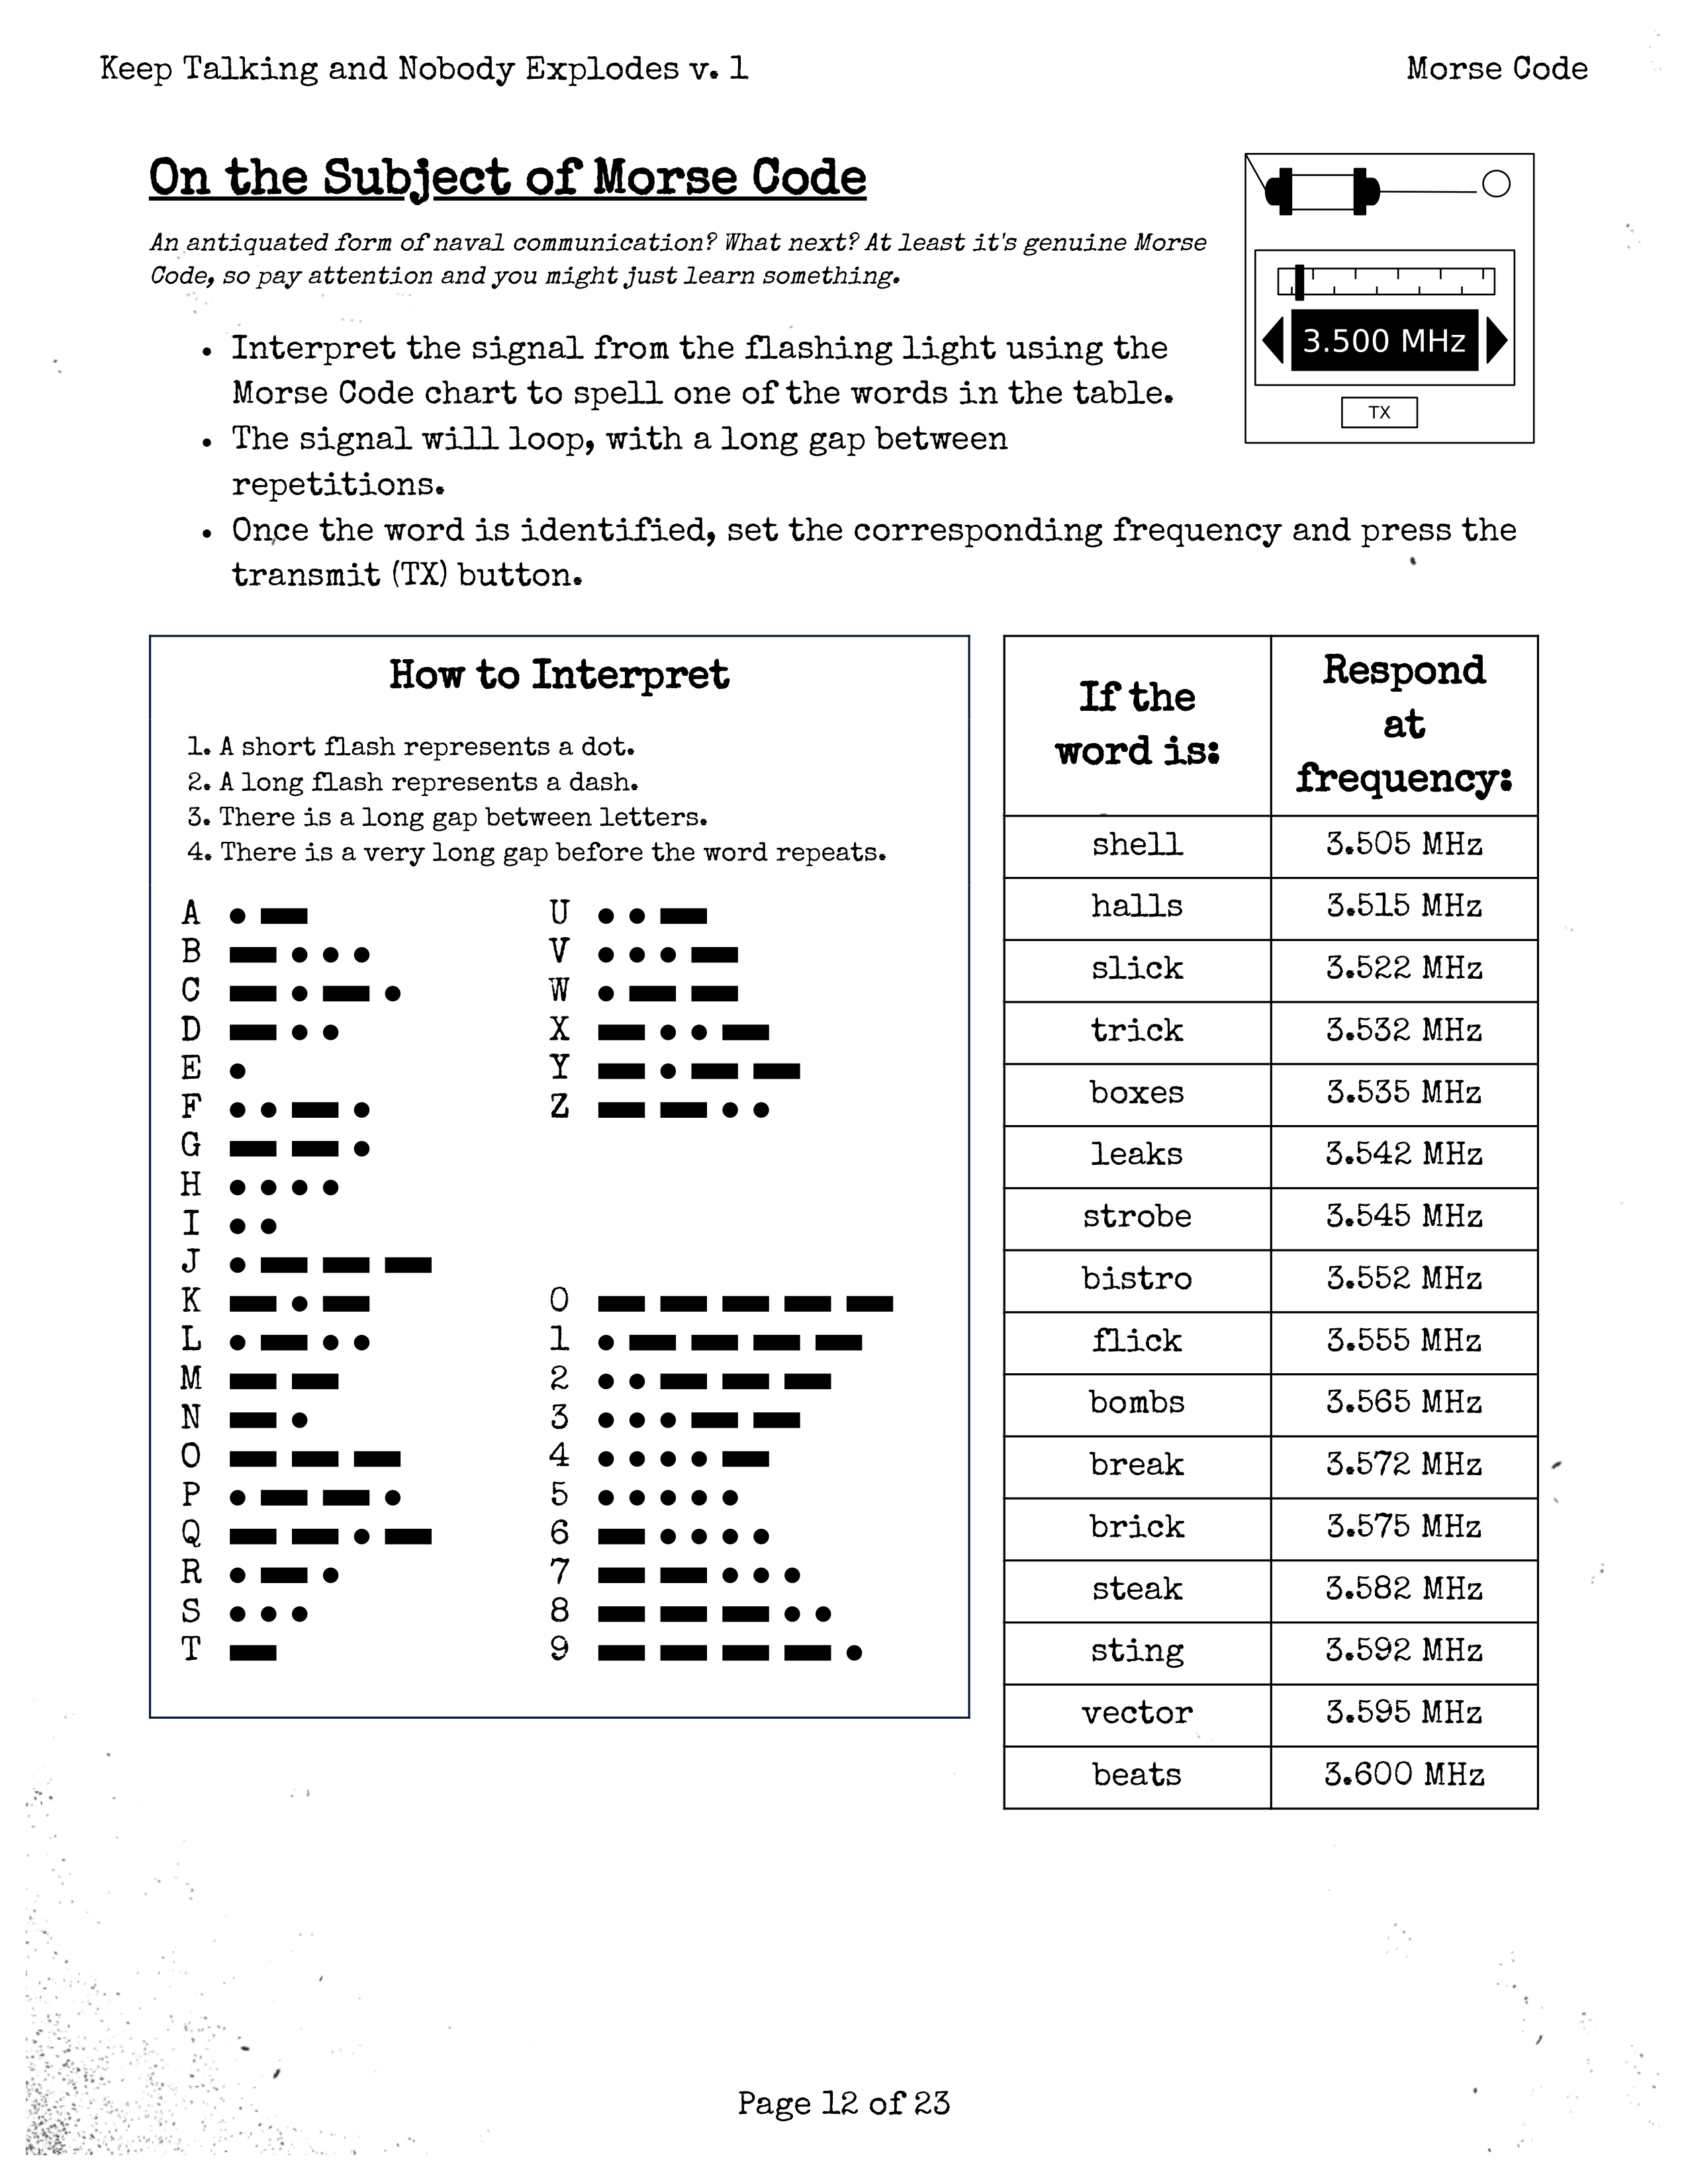 Keep Talking and Nobody Explodes v. 1
Morse Code
On the Subject of Morse Code
An antiquated form of naval communication? What next? At least it's genuine Morse
Code, so pay attention and you might just learn something.
3.500 MHz
TX
• Interpret the signal from the flashing light using the
Morse Code chart to spell one of the words in the table.
• The signal will loop, with a long gap between
repetitions.
• Once the word is identified, set the corresponding frequency and press the
transmit (TX) button.
How to Interpret
1. A short flash represents a dot.
2. A long flash represents a dash.
3. There is a long gap between letters.
4. There is a very long gap before the word repeats.
A
B
C
D
E
F
G
H
I
J
K
L
M
N
O
P
Q
R
S
T
U
V
W
X
Y
Z
0
1
2
3
4
5
6
7
8
9
If the
word is:
Respond
at
frequency:
shell 3.505 MHz
halls 3.515 MHz
slick 3.522 MHz
trick 3.532 MHz
boxes 3.535 MHz
leaks 3.542 MHz
strobe 3.545 MHz
bistro 3.552 MHz
flick 3.555 MHz
bombs 3.565 MHz
break 3.572 MHz
brick 3.575 MHz
steak 3.582 MHz
sting 3.592 MHz
vector 3.595 MHz
beats 3.600 MHz
Page 12 of 23